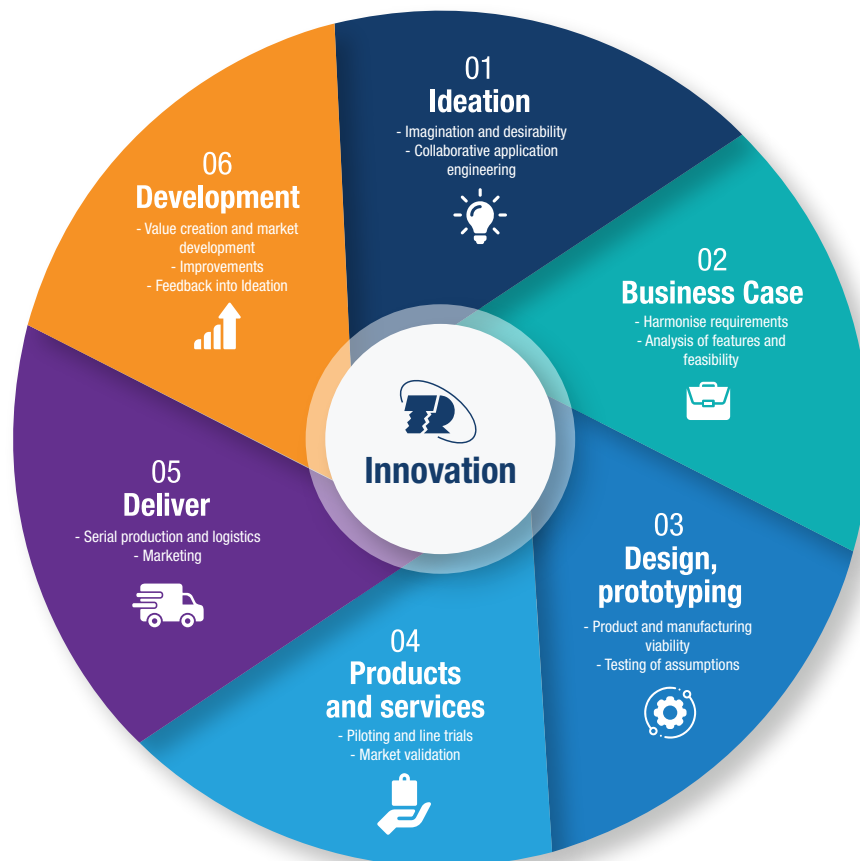 01
Ideation
- Imagination and desirability
- Collaborative application
engineering
02
Business Case
- Harmonise requirements
- Analysis of features and
feasibility
03
Design,
prototyping
- Product and manufacturing
viability
- Testing of assumptions
04
Products
and services
- Piloting and line trials
- Market validation
05
Deliver
- Serial production and logistics
- Marketing
06
Development
- Value creation and market
development
- Improvements
- Feedback into Ideation
TR
Innovation